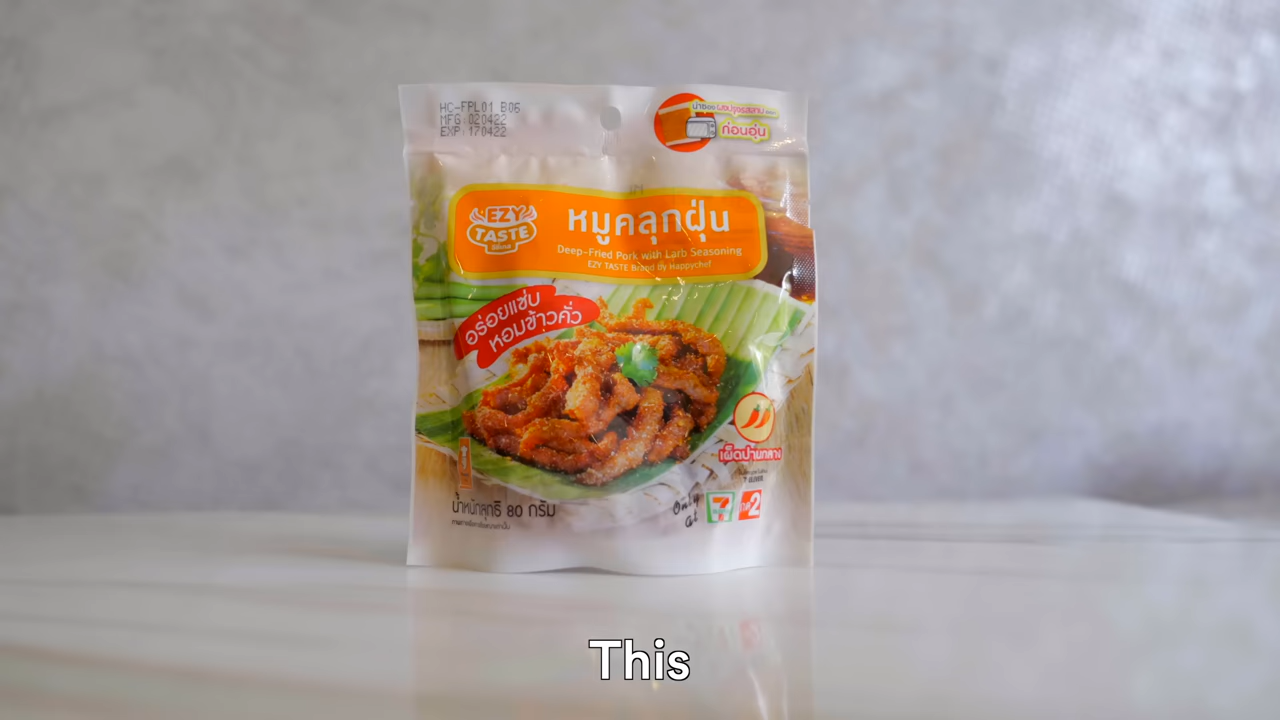 HC-FPL01 B06
MFG 020422
EXP 170422
ก่อนอุ่น
EZY
TASTE
หมูคลุกฝุ่น
Deep-Fried Pork with Larb Seasoning
EZY TASTE Brand by Happychef
อร่อยแซ่บ
หอมข้าวคั่ว
เผ็ดปานกลาง
น้ำหนักสุทธิ 80 กรัม
Only
at
7
This